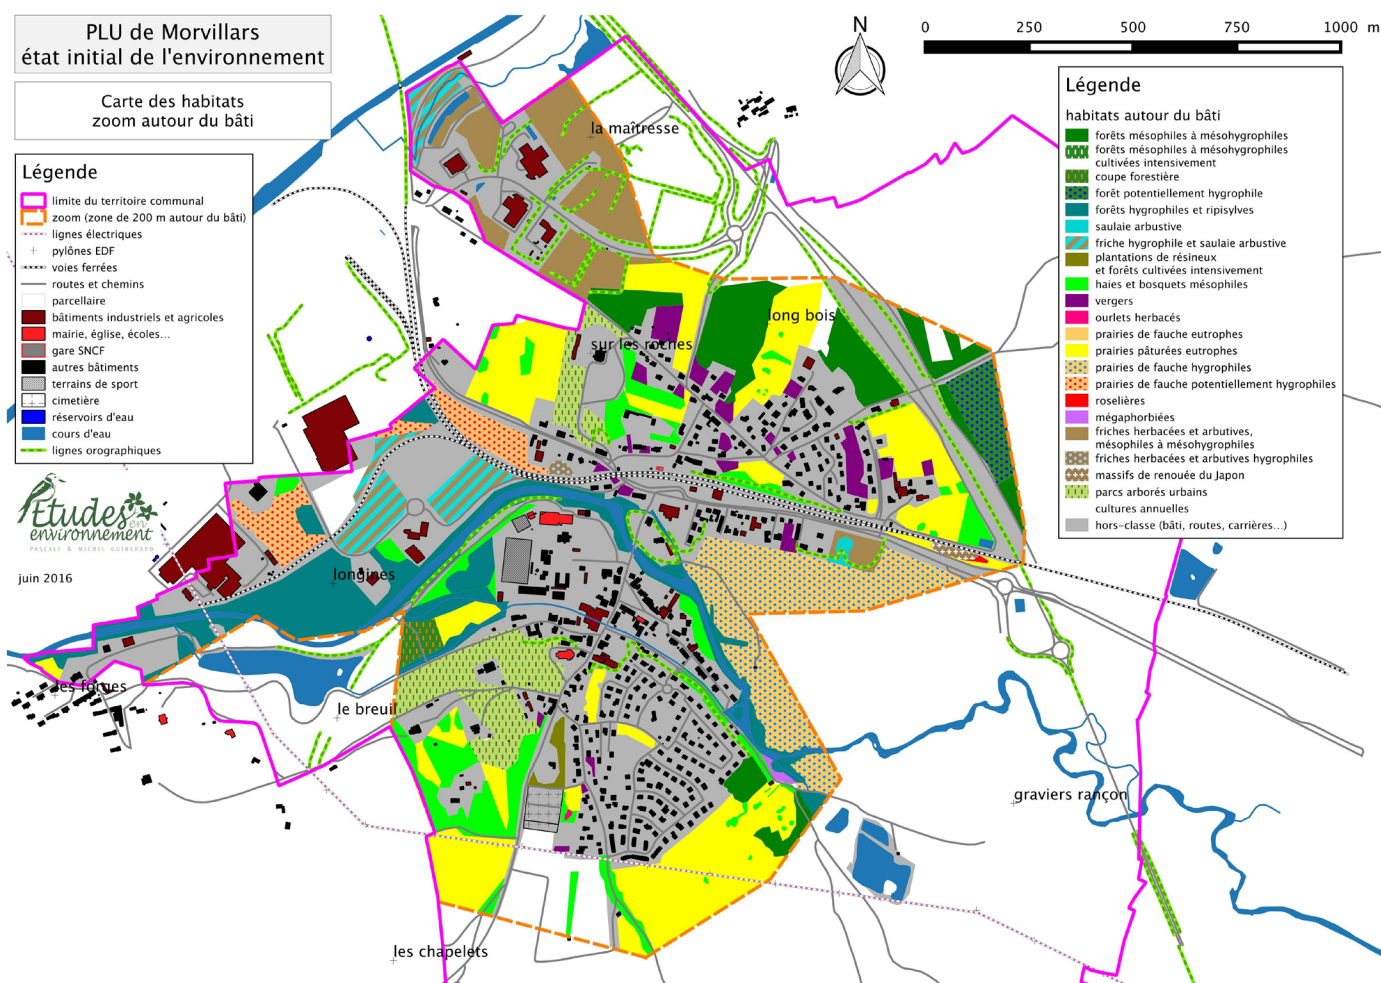 PLU de Morvillars
état initial de l'environnement
Carte des habitats
zoom autour du bâti
Légende
limite du territoire communal
zoom (zone de 200 m autour du bâti)
lignes électriques
pylônes EDF
voies ferrées
routes et chemins
parcellaire
bâtiments industriels et agricoles
mairie, église, écoles...
gare SNCF
autres bâtiments
terrains de sport
cimetière
réservoirs d'eau
cours d'eau
lignes orographiques
Études en
environnement
PASCALE & MICHEL GUINCHARD
juin 2016
N
0 250 500 750 1000 m
Légende
habitats autour du bâti
forêts mésophiles à mésohygrophiles
forêts mésophiles à mésohygrophiles
cultivées intensivement
coupe forestière
forêt potentiellement hygrophile
forêts hygrophiles et ripisylves
saulaie arbustive
friche hygrophile et saulaie arbustive
plantations de résineux
et forêts cultivées intensivement
haies et bosquets mésophiles
vergers
ourlets herbacés
prairies de fauche eutrophes
prairies pâturées eutrophes
prairies de fauche hygrophiles
prairies de fauche potentiellement hygrophiles
roselières
mégaphorbiées
friches herbacées et arbutives,
mésophiles à mésohygrophiles
friches herbacées et arbutives hygrophiles
massifs de renouée du Japon
parcs arborés urbains
cultures annuelles
hors-classe (bâti, routes, carrières...)
la maîtresse
long bois
sur les roches
longines
les forges
le breuil
graviers rançon
les chapelets